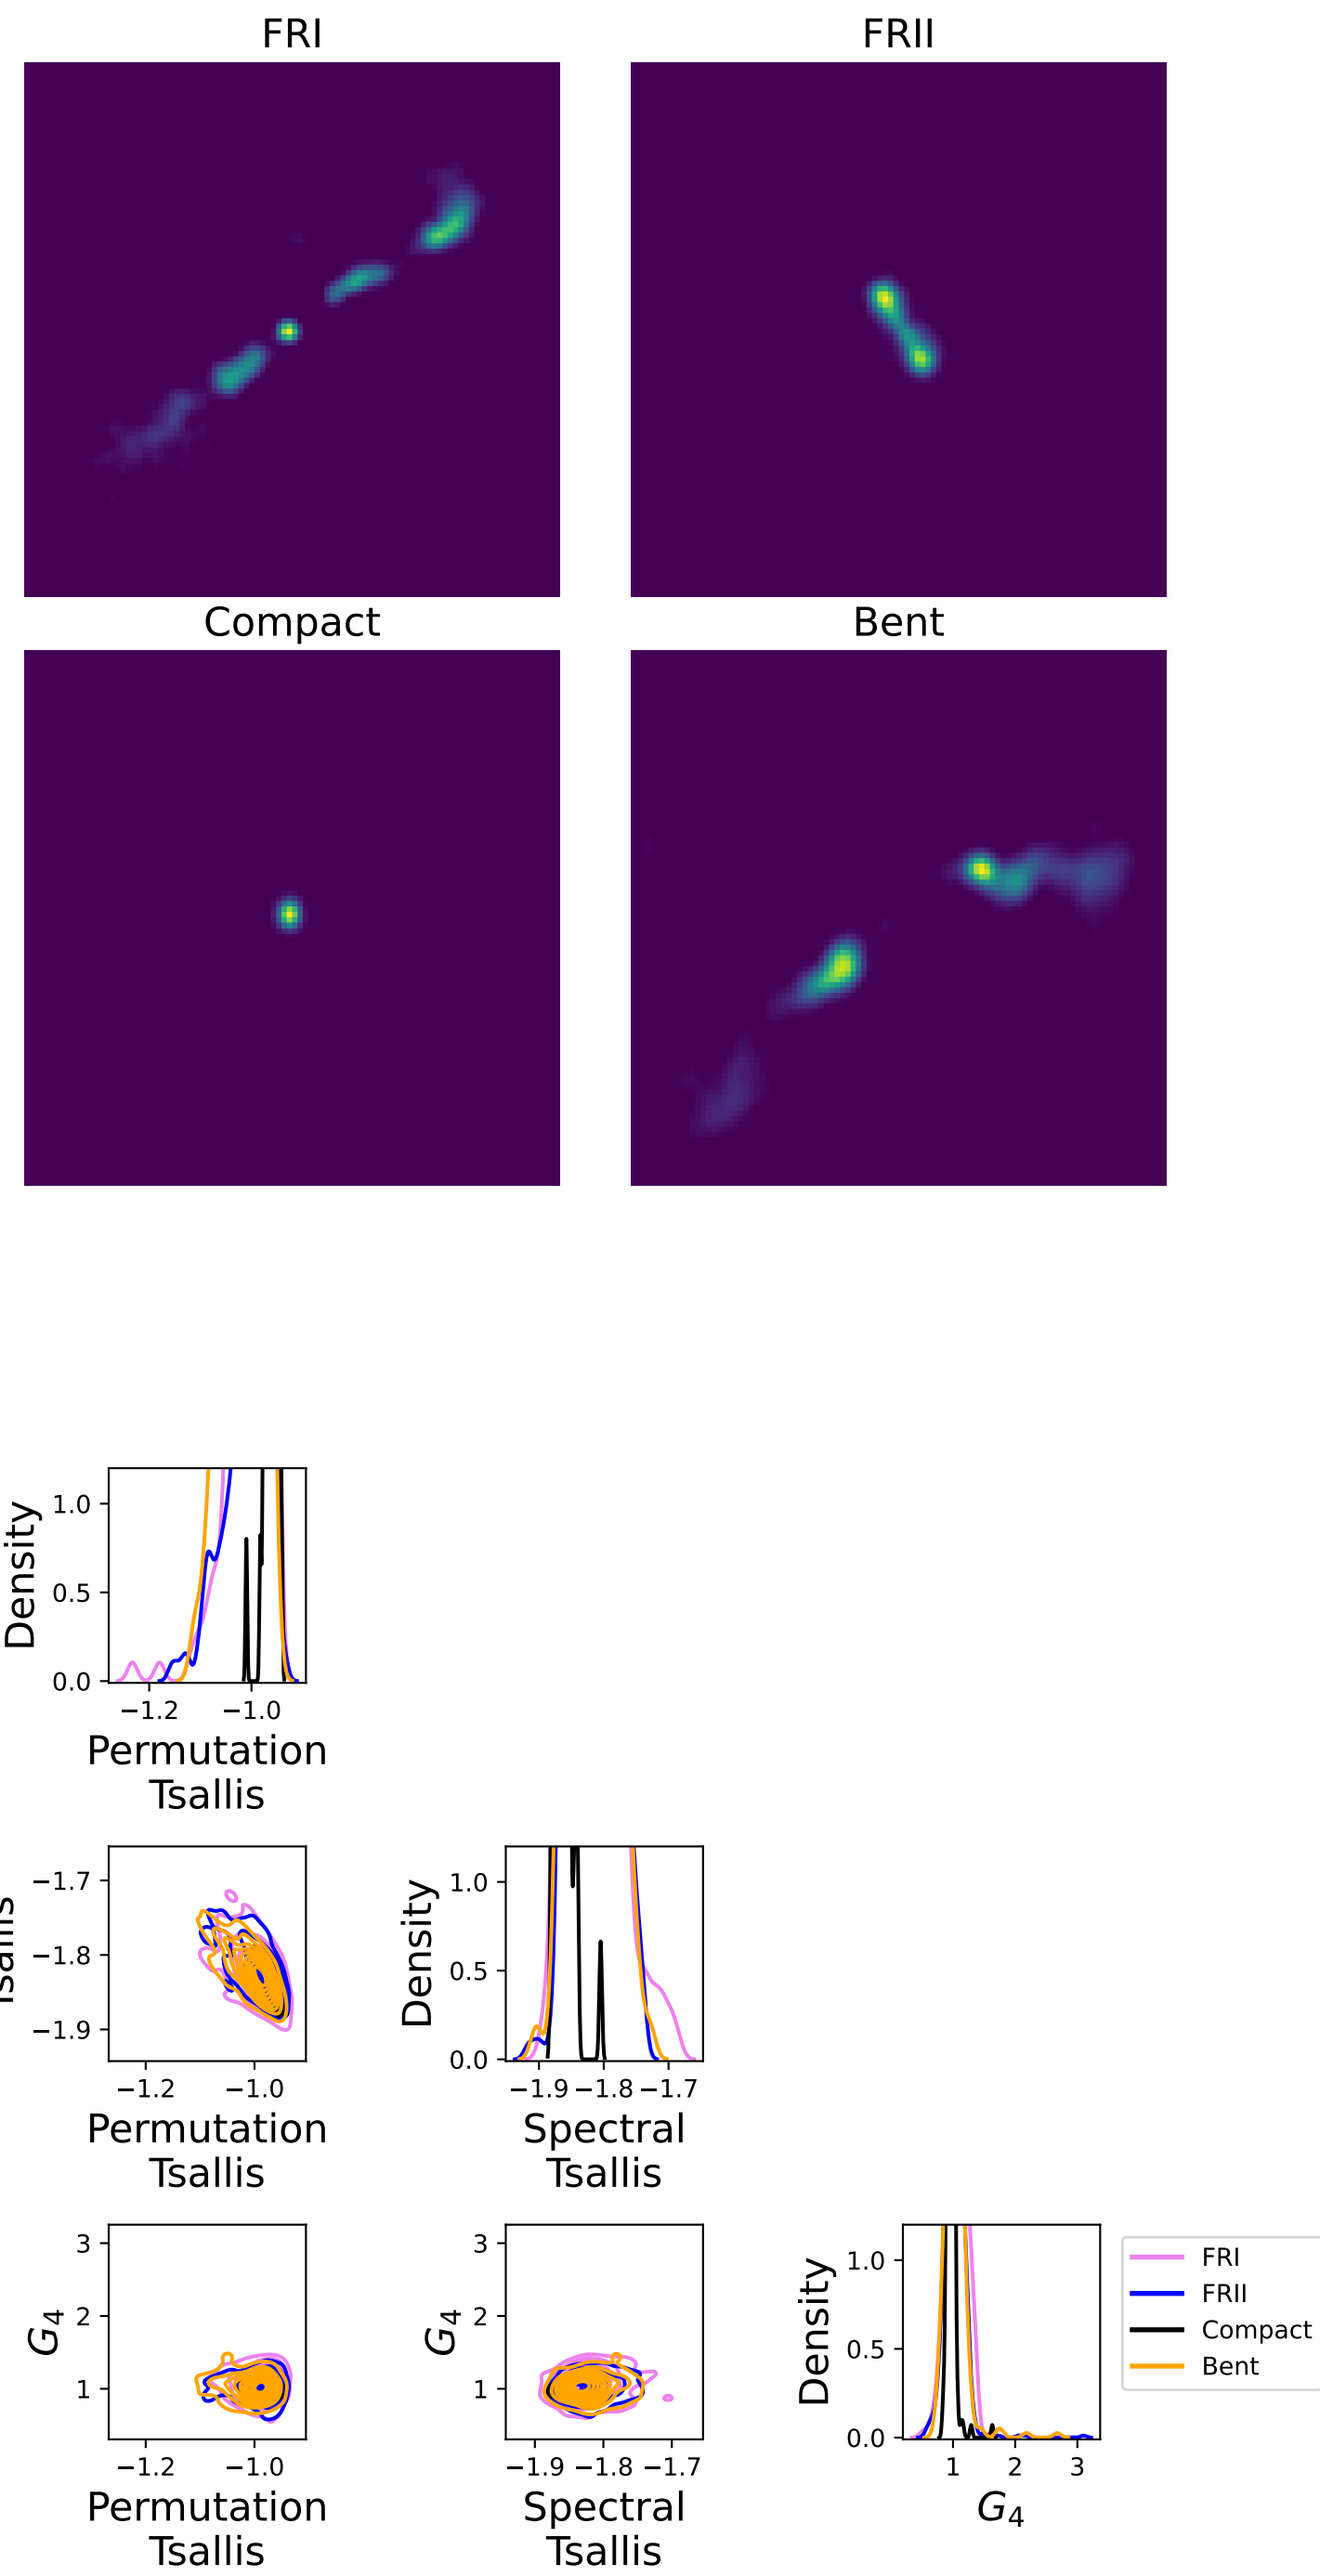 FRI
FRII
Compact
Bent
Density
1.0
0.5
0.0
−1.2
−1.0
Permutation
Tsallis
−1.7
−1.8
−1.9
−1.2
−1.0
Permutation
Tsallis
Density
1.0
0.5
0.0
−1.9
−1.8
−1.7
Spectral
Tsallis
G4
3
2
1
−1.2
−1.0
Permutation
Tsallis
G4
3
2
1
−1.9
−1.8
−1.7
Spectral
Tsallis
Density
1.0
0.5
0.0
1
2
3
G4
FRI
FRII
Compact
Bent